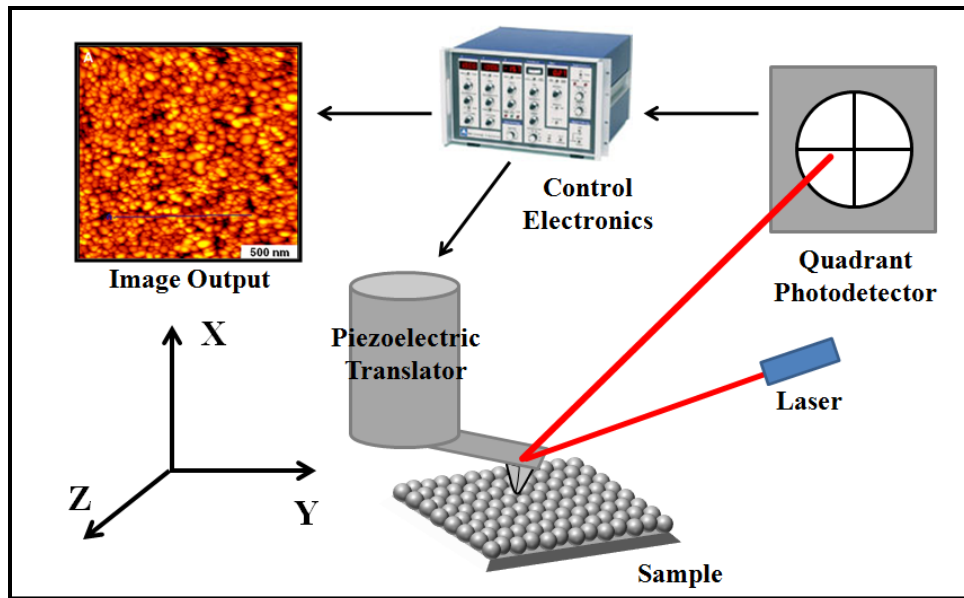 A
500 nm
Image Output
Control
Electronics
Quadrant
Photodetector
Piezoelectric
Translator
Laser
X
Y
Z
Sample